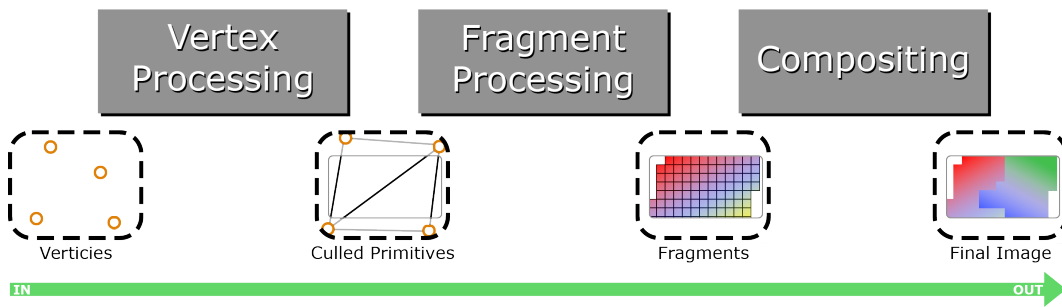 Vertex
Processing
Fragment
Processing
Compositing
Verticies
Culled Primitives
Fragments
Final Image
IN
OUT